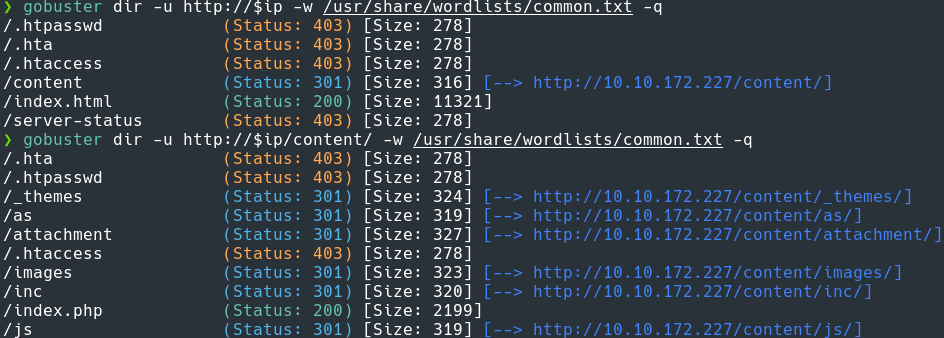 ❯ gobuster dir -u http://$ip -w /usr/share/wordlists/common.txt -q
/.htpasswd (Status: 403) [Size: 278]
/.hta (Status: 403) [Size: 278]
/.htaccess (Status: 403) [Size: 278]
/content (Status: 301) [Size: 316] [--> http://10.10.172.227/content/]
/index.html (Status: 200) [Size: 11321]
/server-status (Status: 403) [Size: 278]
❯ gobuster dir -u http://$ip/content/ -w /usr/share/wordlists/common.txt -q
/.hta (Status: 403) [Size: 278]
/.htpasswd (Status: 403) [Size: 278]
/_themes (Status: 301) [Size: 324] [--> http://10.10.172.227/content/_themes/]
/as (Status: 301) [Size: 319] [--> http://10.10.172.227/content/as/]
/attachment (Status: 301) [Size: 327] [--> http://10.10.172.227/content/attachment/]
/.htaccess (Status: 403) [Size: 278]
/images (Status: 301) [Size: 323] [--> http://10.10.172.227/content/images/]
/inc (Status: 301) [Size: 320] [--> http://10.10.172.227/content/inc/]
/index.php (Status: 200) [Size: 2199]
/js (Status: 301) [Size: 319] [--> http://10.10.172.227/content/js/]